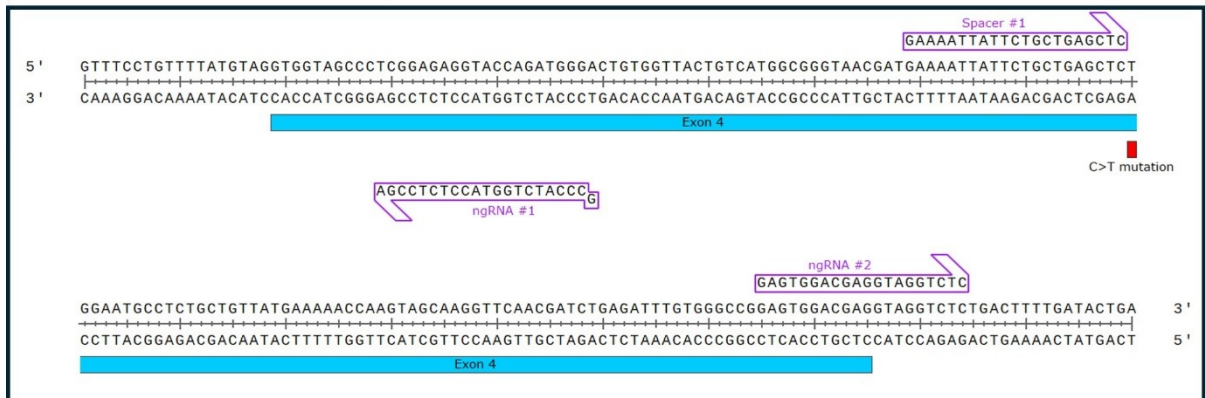 Spacer #1
GAAAATTATTCTGCTGAGCTC
5' GTTTCCTGTTTTATGTAGGTGGTAGCCCTCGGAGAGGTACCAGATGGGACTGTGGTTACTGTCATGGCGGGTAACGATGAAAATTATTCTGCTGAGCTCT
3' CAAAGGACAAAATACATCCACCATCGGGAGCCTCTCCATGGTCTACCCTGACACCAATGACAGTACCGCCCATTGCTACTTTTAATAAGACGACTCGAGA
Exon 4
C>T mutation
AGCCTCTCCATGGTCTACCCG
ngRNA #1
ngRNA #2
GAGTGGACGAGGTAGGTCTC
GGAATGCCTCTGCTGTTATGAAAAACCAAGTAGCAAGGTTCAACGATCTGAGATTTGTGGGCCGGAGTGGACGAGGTAGGTCTCTGACTTTTGATACTGA 3'
CCTTACGGAGACGACAATACTTTTTGGTTCATCGTTCCAAGTTGCTAGACTCTAAACACCCGGCCTCACCTGCTCCATCCAGAGACTGAAAACTATGACT 5'
Exon 4